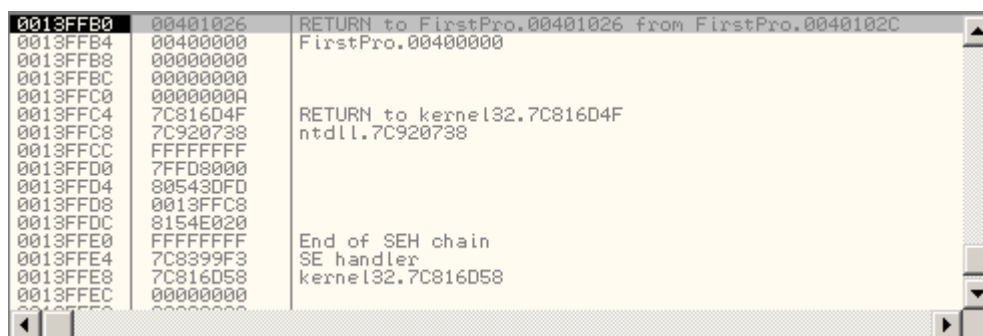 0013FFB0 00401026 RETURN to FirstPro.00401026 from FirstPro.0040102C
0013FFB4 00400000 FirstPro.00400000
0013FFB8 00000000
0013FFBC 00000000
0013FFC0 0000000A
0013FFC4 7C816D4F RETURN to kernel32.7C816D4F
0013FFC8 7C920738 ntdll.7C920738
0013FFCC FFFFFFFF
0013FFD0 7FFD8000
0013FFD4 80543DFD
0013FFD8 0013FFC8
0013FFDC 8154E020
0013FFE0 FFFFFFFF End of SEH chain
0013FFE4 7C8399F3 SE handler
0013FFE8 7C816D58 kernel32.7C816D58
0013FFEC 00000000